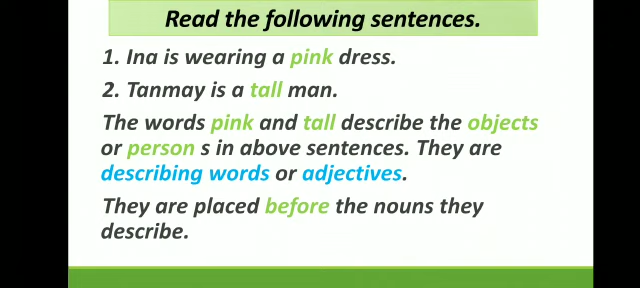 Read the following sentences.
1. Ina is wearing a pink dress.
2. Tanmay is a tall man.
The words pink and tall describe the objects
or person s in above sentences. They are
describing words or adjectives.
They are placed before the nouns they
describe.